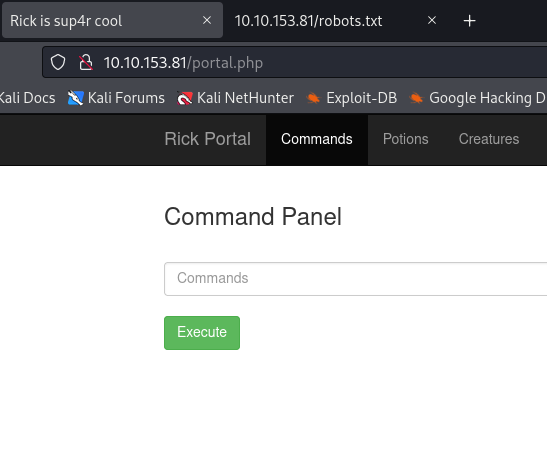 Rick is sup4r cool × 10.10.153.81/robots.txt × +
10.10.153.81/portal.php
Kali Docs Kali Forums Kali NetHunter Exploit-DB Google Hacking D
Rick Portal Commands Potions Creatures
Command Panel
Commands
Execute